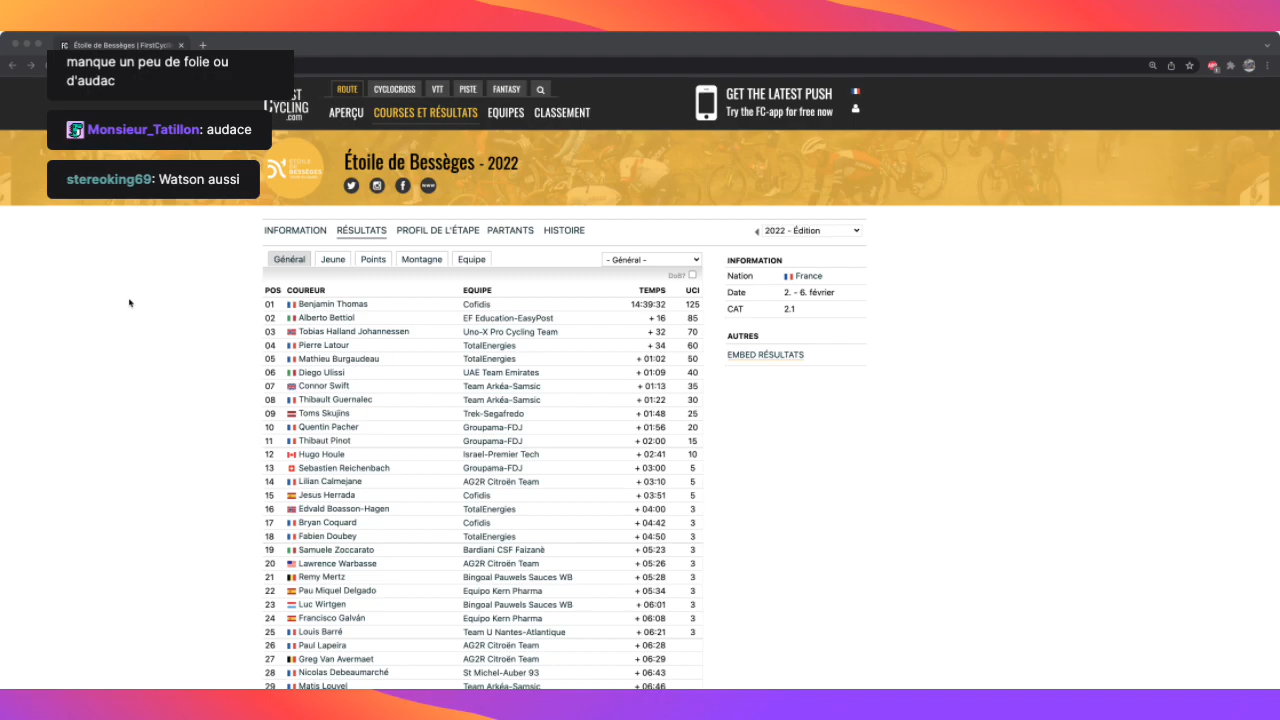 Étoile de Bessèges | FirstCycli
manque un peu de folie ou
d'audac
Monsieur_Tatillon: audace
stereoking69: Watson aussi
ROUTE CYCLOCROSS VTT PISTE FANTASY
CYCLING
.com
APERÇU COURSES ET RÉSULTATS EQUIPES CLASSEMENT
GET THE LATEST PUSH
Try the FC-app for free now
ÉTOILE
DE
BESSÈGES
Étoile de Bessèges - 2022
www
INFORMATION RÉSULTATS PROFIL DE L'ÉTAPE PARTANTS HISTOIRE
2022 - Édition
Général Jeune Points Montagne Equipe
- Général -
Dbl?
POS COUREUR EQUIPE TEMPS UCI
01 Benjamin Thomas Cofidis 14:39:32 125
02 Alberto Bettiol EF Education-EasyPost + 16 85
03 Tobias Halland Johannessen Uno-X Pro Cycling Team + 32 70
04 Pierre Latour TotalEnergies + 34 60
05 Mathieu Burgaudeau TotalEnergies + 01:02 50
06 Diego Ulissi UAE Team Emirates + 01:09 40
07 Connor Swift Team Arkéa-Samsic + 01:13 35
08 Thibault Guernalec Team Arkéa-Samsic + 01:22 30
09 Toms Skujins Trek-Segafredo + 01:48 25
10 Quentin Pacher Groupama-FDJ + 01:56 20
11 Thibaut Pinot Groupama-FDJ + 02:00 15
12 Hugo Houle Israel-Premier Tech + 02:41 10
13 Sebastien Reichenbach Groupama-FDJ + 03:00 5
14 Lilian Calmejane AG2R Citroën Team + 03:10 5
15 Jesus Herrada Cofidis + 03:51 5
16 Edvald Boasson-Hagen TotalEnergies + 04:00 3
17 Bryan Coquard Cofidis + 04:42 3
18 Fabien Doubey TotalEnergies + 04:50 3
19 Samuele Zoccarato Bardiani CSF Faizanè + 05:23 3
20 Lawrence Warbasse AG2R Citroën Team + 05:26 3
21 Remy Mertz Bingoal Pauwels Sauces WB + 05:28 3
22 Pau Miquel Delgado Equipo Kern Pharma + 05:34 3
23 Luc Wirtgen Bingoal Pauwels Sauces WB + 06:01 3
24 Francisco Galván Equipo Kern Pharma + 06:08 3
25 Louis Barré Team U Nantes-Atlantique + 06:21 3
26 Paul Lapeira AG2R Citroën Team + 06:28
27 Greg Van Avermaet AG2R Citroën Team + 06:29
28 Nicolas Debeaumarché St Michel-Auber 93 + 06:43
29 Matis Louvel Team Arkéa-Samsic + 06:46
INFORMATION
Nation France
Date 2. - 6. février
CAT 2.1
AUTRES
EMBED RÉSULTATS